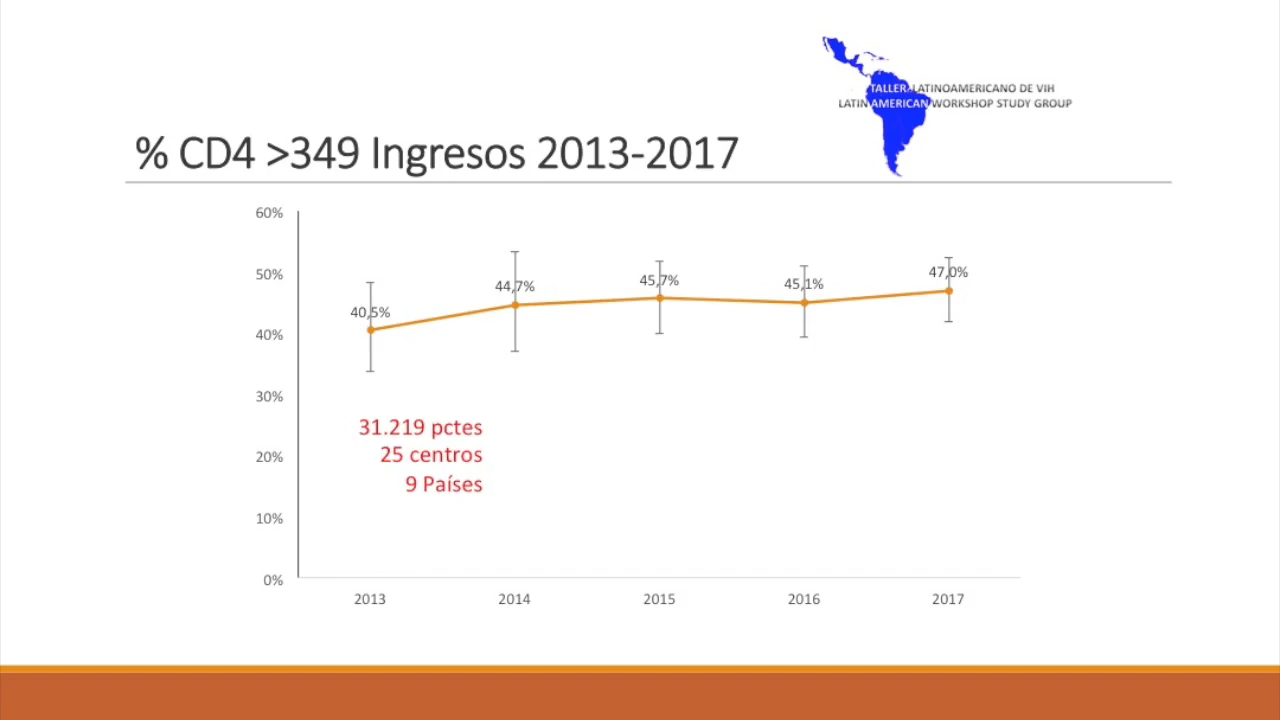 TALLER LATINOAMERICANO DE VIH
LATIN AMERICAN WORKSHOP STUDY GROUP
% CD4 >349 Ingresos 2013-2017
60%
50%
40%
30%
20%
10%
0%
40,5%
44,7%
45,7%
45,1%
47,0%
31.219 pctes
25 centros
9 Países
2013
2014
2015
2016
2017